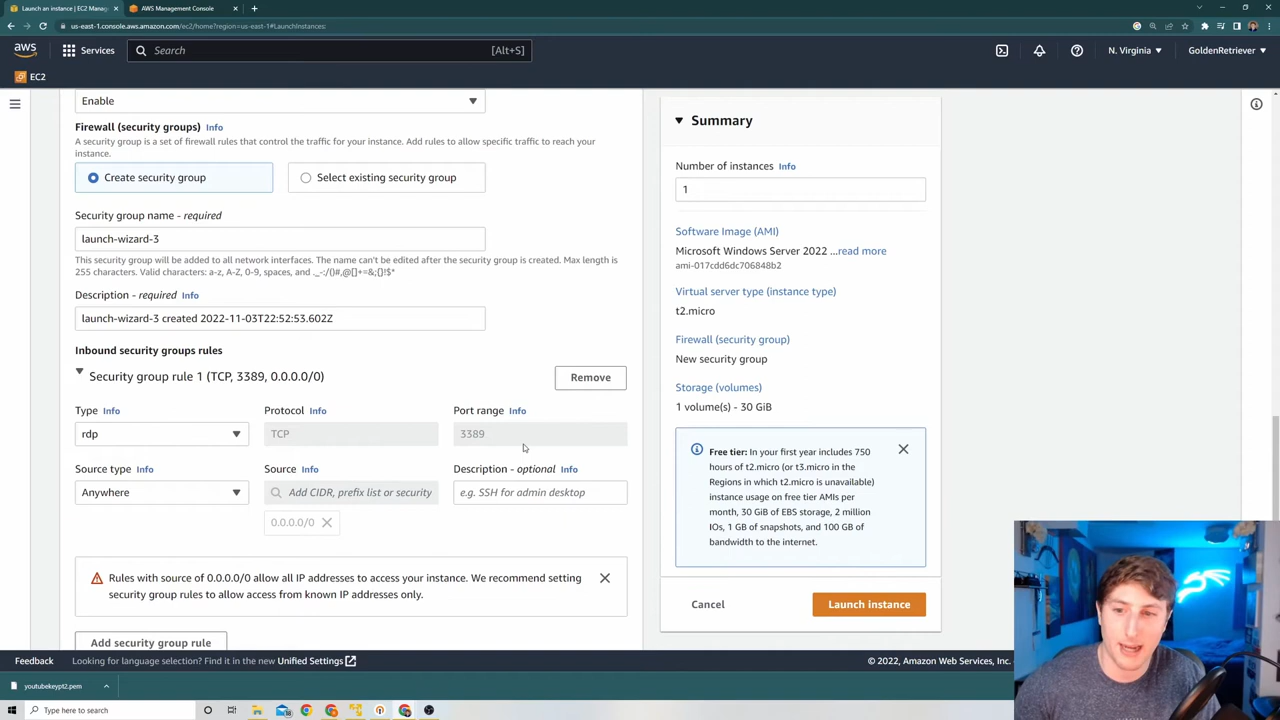 Launch an instance | EC2 Manag
AWS Management Console
us-east-1.console.aws.amazon.com/ec2/home?region=us-east-1#LaunchInstances:
aws
Services
Search
[Alt+S]
N. Virginia
GoldenRetriever
EC2
Enable
Firewall (security groups) Info
A security group is a set of firewall rules that control the traffic for your instance. Add rules to allow specific traffic to reach your
instance.
Create security group
Select existing security group
Security group name - required
launch-wizard-3
This security group will be added to all network interfaces. The name can't be edited after the security group is created. Max length is
255 characters. Valid characters: a-z, A-Z, 0-9, spaces, and ._-:/()#,@[]+=&;{}!$*
Description - required Info
launch-wizard-3 created 2022-11-03T22:52:53.602Z
Inbound security groups rules
Security group rule 1 (TCP, 3389, 0.0.0.0/0)
Remove
Type Info
Protocol Info
Port range Info
rdp
TCP
3389
Source type Info
Source Info
Description - optional Info
Anywhere
Add CIDR, prefix list or security
e.g. SSH for admin desktop
0.0.0.0/0
Rules with source of 0.0.0.0/0 allow all IP addresses to access your instance. We recommend setting
security group rules to allow access from known IP addresses only.
Add security group rule
Summary
Number of instances Info
1
Software Image (AMI)
Microsoft Windows Server 2022 ...read more
ami-017cdd6dc706848b2
Virtual server type (instance type)
t2.micro
Firewall (security group)
New security group
Storage (volumes)
1 volume(s) - 30 GiB
Free tier: In your first year includes 750
hours of t2.micro (or t3.micro in the
Regions in which t2.micro is unavailable)
instance usage on free tier AMIs per
month, 30 GiB of EBS storage, 2 million
IOs, 1 GB of snapshots, and 100 GB of
bandwidth to the internet.
Cancel
Launch instance
Feedback
Looking for language selection? Find it in the new Unified Settings
© 2022, Amazon Web Services, Inc.
youtubekeypt2.pem
Type here to search